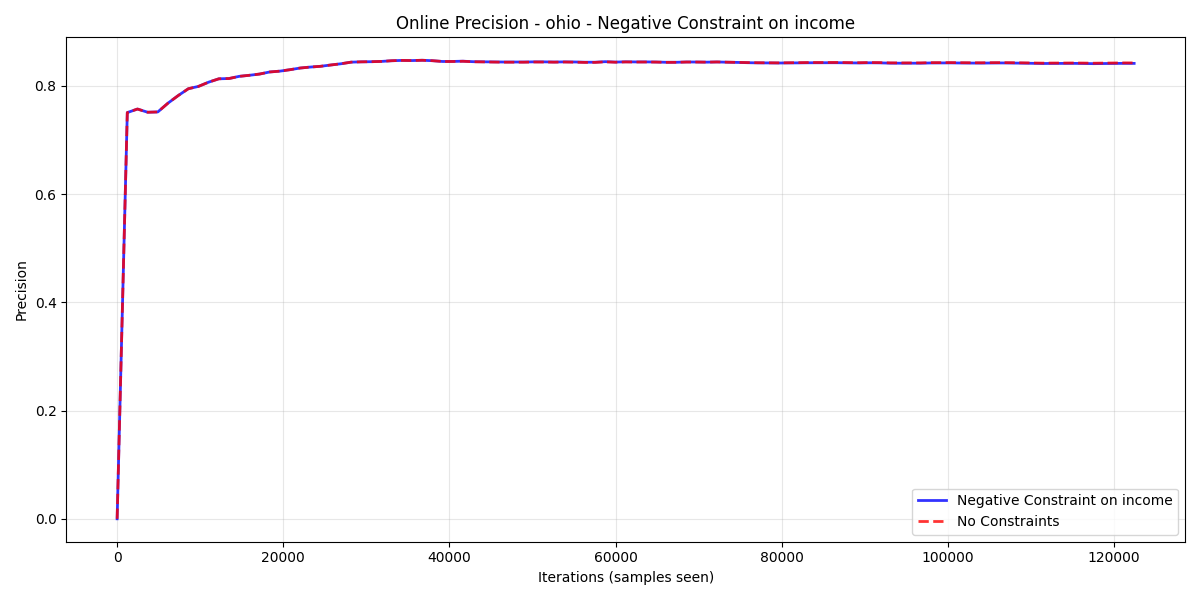 Online Precision - ohio - Negative Constraint on income
Precision
0.8
0.6
0.4
0.2
0.0
0 20000 40000 60000 80000 100000 120000
Iterations (samples seen)
Negative Constraint on income
No Constraints